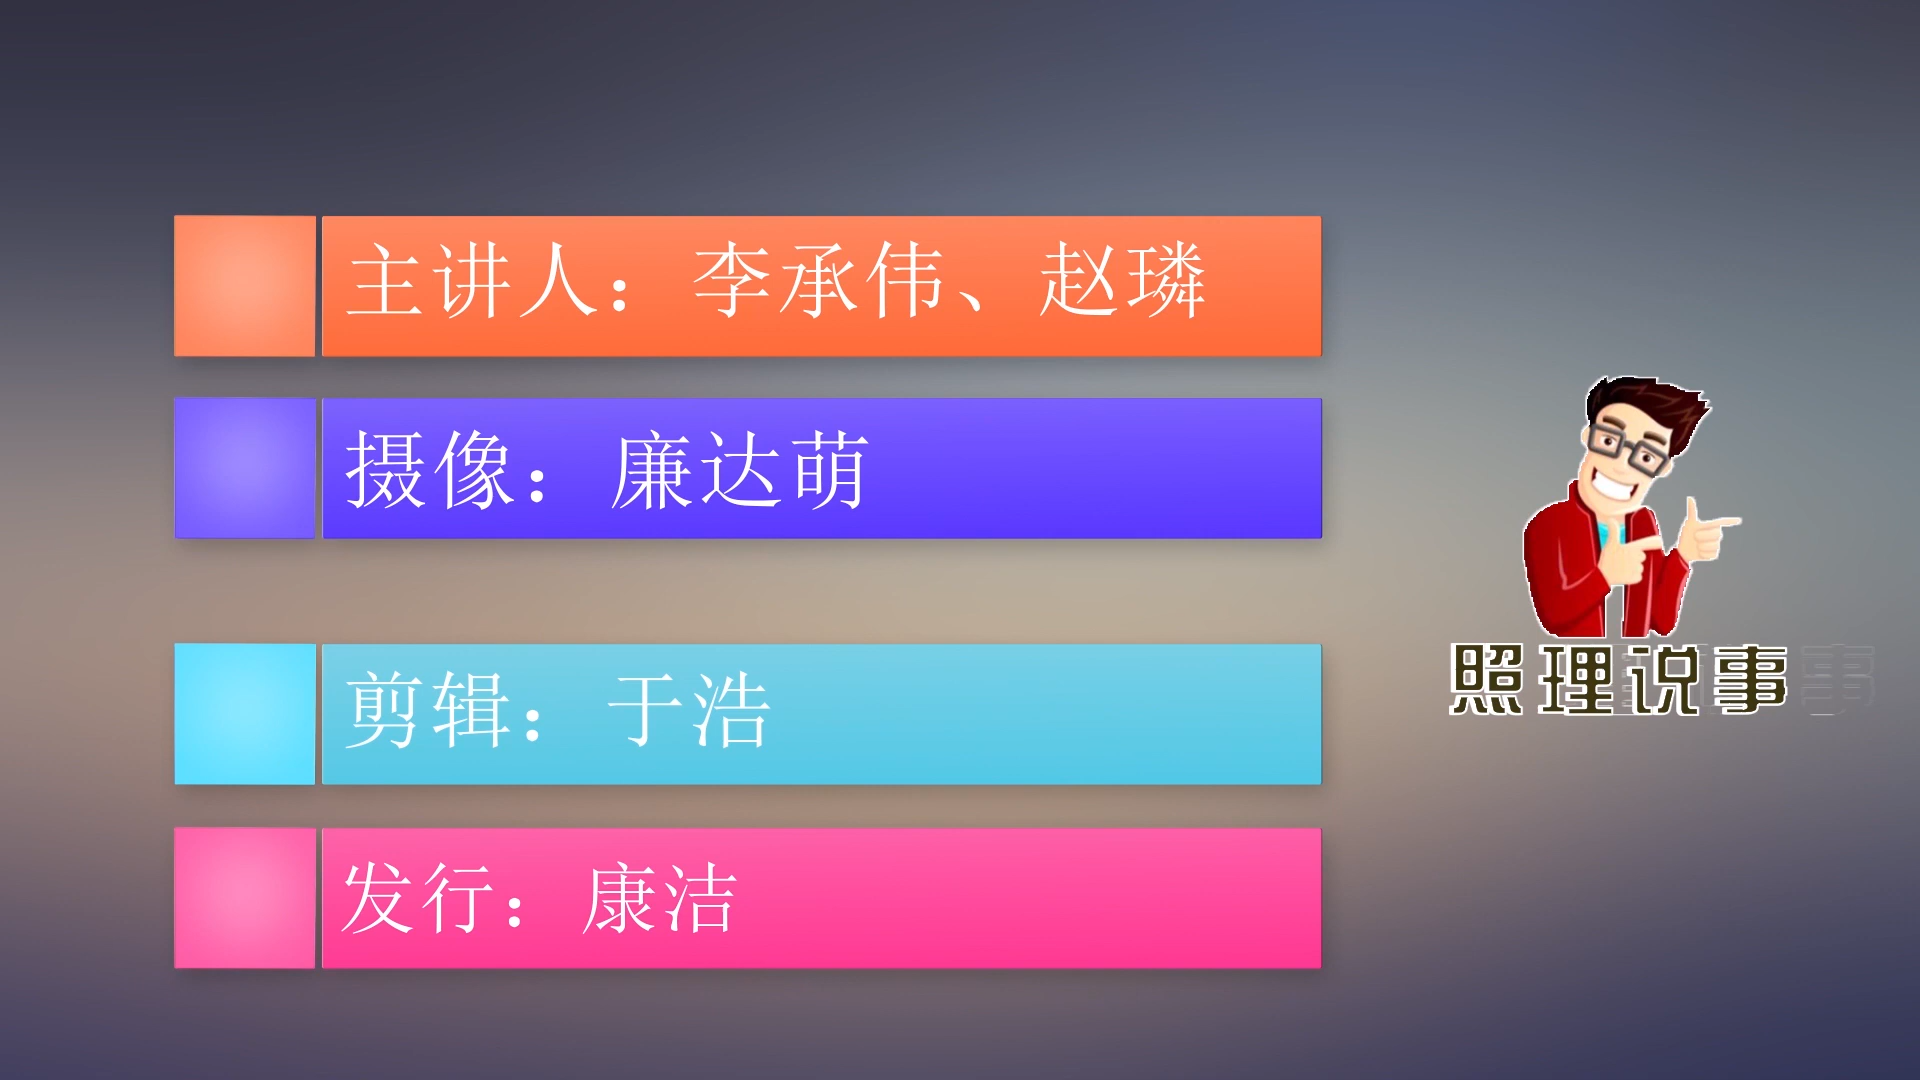 主讲人：李承伟、赵璘
摄像：廉达萌
剪辑：于浩
发行：康洁
照理说事